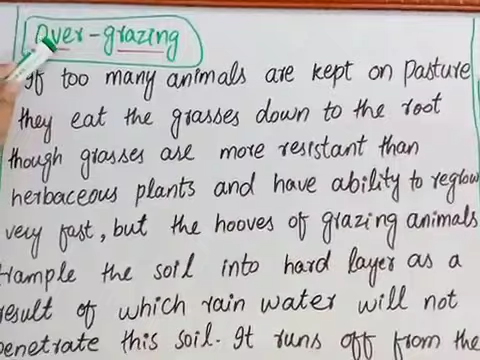 Over-grazing
If too many animals are kept on pasture
they eat the grasses down to the root
though grasses are more resistant than
herbaceous plants and have ability to reglow
very fast, but the hooves of grazing animals
trample the soil into hard layer as a
result of which rain water will not
penetrate this soil. It runs off from the